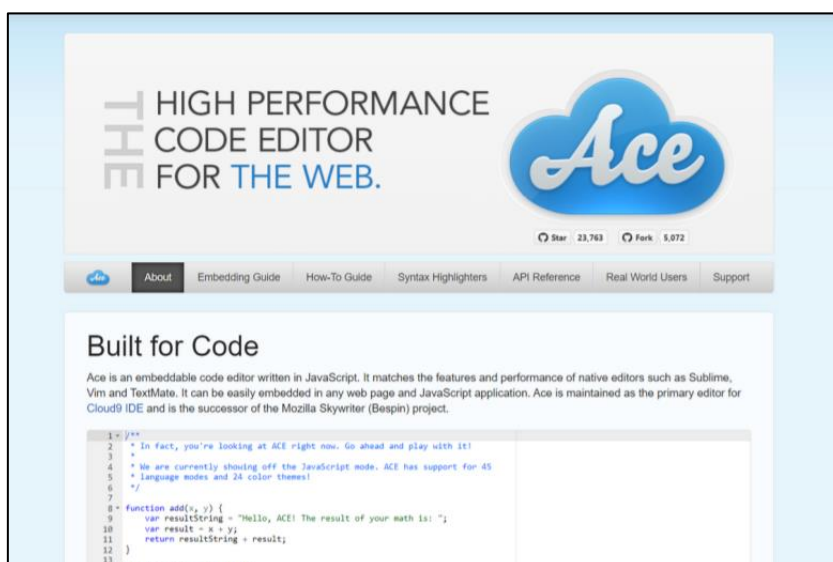 THE
HIGH PERFORMANCE
CODE EDITOR
FOR THE WEB.
Ace
Star 23,763 Fork 5,072
Ace About Embedding Guide How-To Guide Syntax Highlighters API Reference Real World Users Support
Built for Code
Ace is an embeddable code editor written in JavaScript. It matches the features and performance of native editors such as Sublime,
Vim and TextMate. It can be easily embedded in any web page and JavaScript application. Ace is maintained as the primary editor for
Cloud9 IDE and is the successor of the Mozilla Skywriter (Bespin) project.
1 /**
2 * In fact, you're looking at ACE right now. Go ahead and play with it!
3 *
4 * We are currently showing off the JavaScript mode. ACE has support for 45
5 * language modes and 24 color themes!
6 */
7
8 function add(x, y) {
9 var resultString = "Hello, ACE! The result of your math is: ";
10 var result = x + y;
11 return resultString + result;
12 }
13